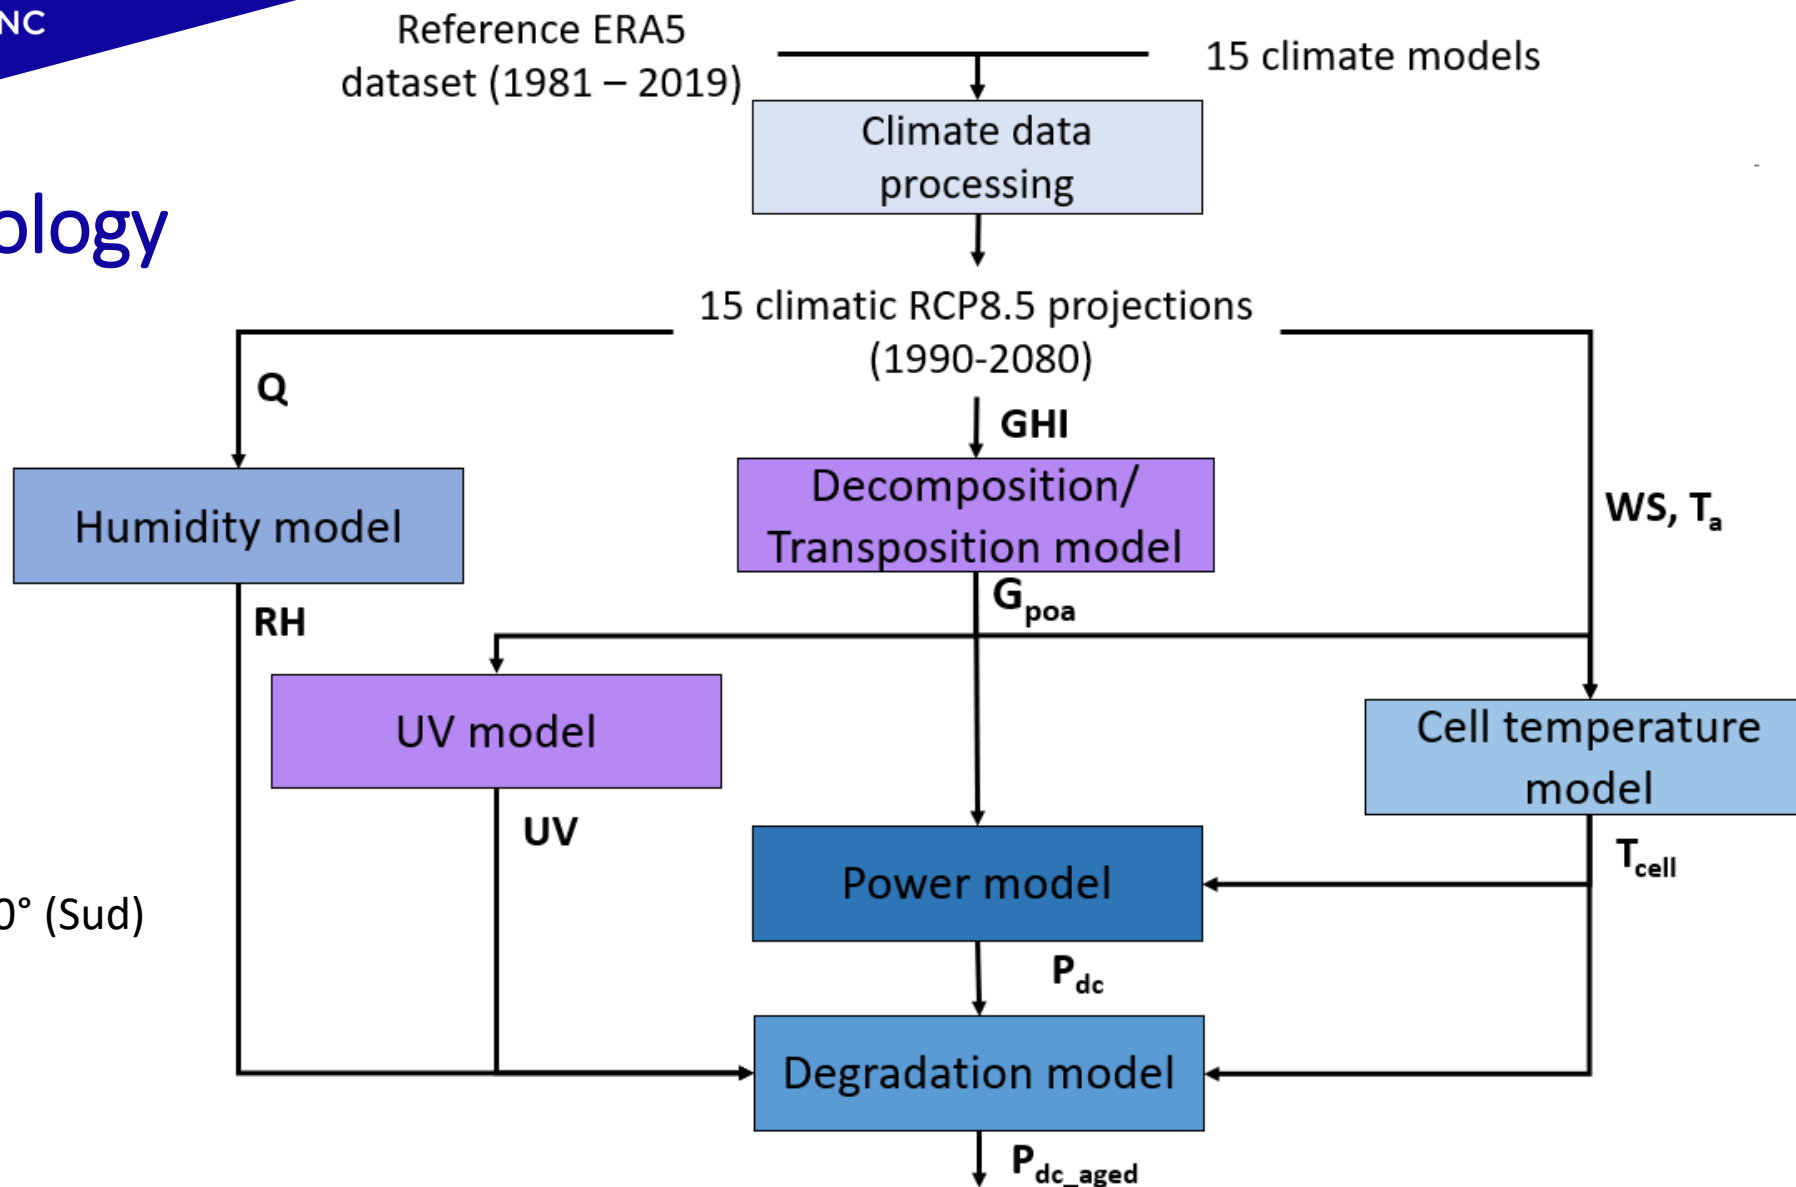 NC
Reference ERA5
dataset (1981 – 2019)
15 climate models
Climate data
processing
ology
15 climatic RCP8.5 projections
(1990-2080)
Q
GHI
Humidity model
Decomposition/
Transposition model
WS, Ta
RH
Gpoa
UV model
Cell temperature
model
UV
Tcell
Power model
0° (Sud)
Pdc
Degradation model
Pdc_aged